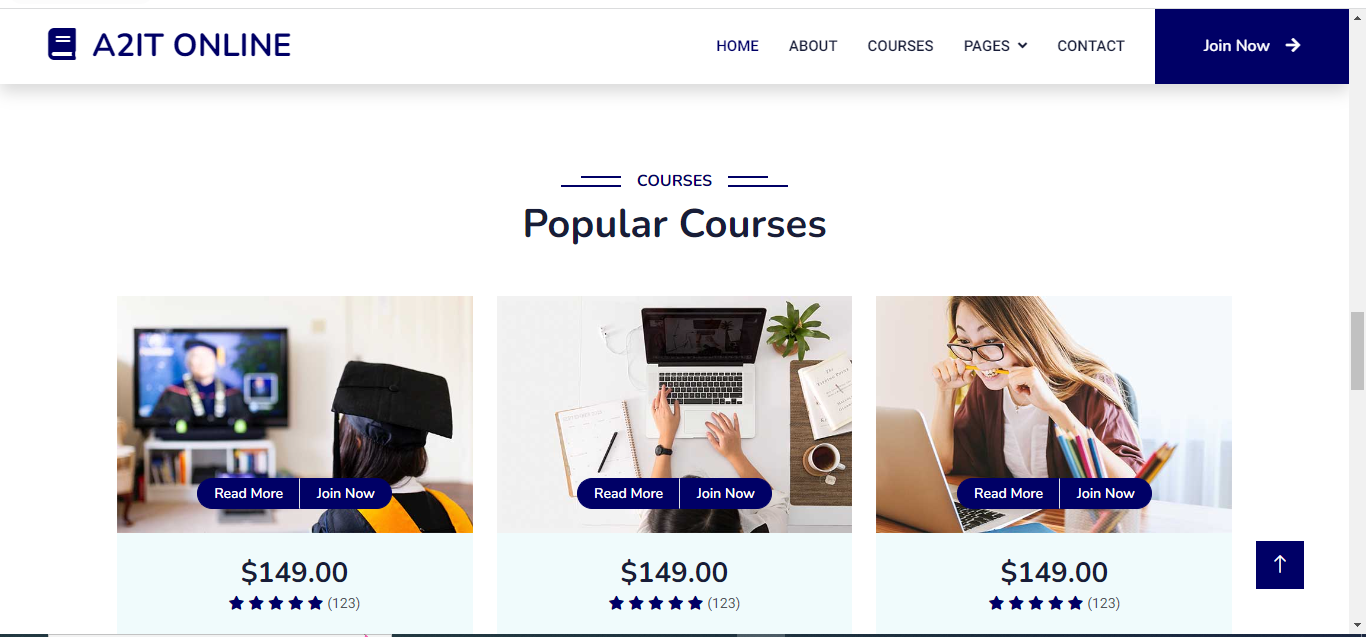 A2IT ONLINE
HOME ABOUT COURSES PAGES CONTACT Join Now
COURSES
Popular Courses
Read More Join Now
Read More Join Now
Read More Join Now
$149.00
(123)
$149.00
(123)
$149.00
(123)